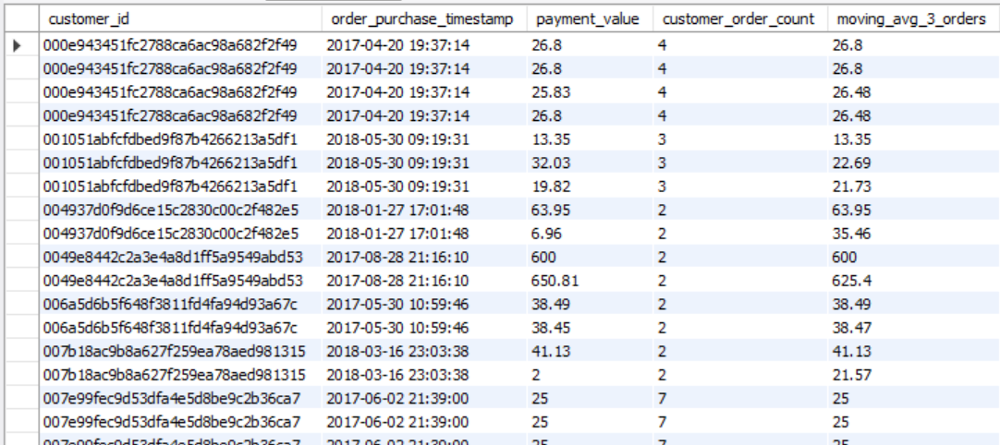 customer_id order_purchase_timestamp payment_value customer_order_count moving_avg_3_orders
000e943451fc2788ca6ac98a682f2f49 2017-04-20 19:37:14 26.8 4 26.8
000e943451fc2788ca6ac98a682f2f49 2017-04-20 19:37:14 26.8 4 26.8
000e943451fc2788ca6ac98a682f2f49 2017-04-20 19:37:14 25.83 4 26.48
000e943451fc2788ca6ac98a682f2f49 2017-04-20 19:37:14 26.8 4 26.48
001051abfcfdbed9f87b4266213a5df1 2018-05-30 09:19:31 13.35 3 13.35
001051abfcfdbed9f87b4266213a5df1 2018-05-30 09:19:31 32.03 3 22.69
001051abfcfdbed9f87b4266213a5df1 2018-05-30 09:19:31 19.82 3 21.73
004937d0f9d6ce15c2830c00c2f482e5 2018-01-27 17:01:48 63.95 2 63.95
004937d0f9d6ce15c2830c00c2f482e5 2018-01-27 17:01:48 6.96 2 35.46
0049e8442c2a3e4a8d1ff5a9549abd53 2017-08-28 21:16:10 600 2 600
0049e8442c2a3e4a8d1ff5a9549abd53 2017-08-28 21:16:10 650.81 2 625.4
006a5d6b5f648f3811fd4fa94d93a67c 2017-05-30 10:59:46 38.49 2 38.49
006a5d6b5f648f3811fd4fa94d93a67c 2017-05-30 10:59:46 38.45 2 38.47
007b18ac9b8a627f259ea78aed981315 2018-03-16 23:03:38 41.13 2 41.13
007b18ac9b8a627f259ea78aed981315 2018-03-16 23:03:38 2 2 21.57
007e99fec9d53dfa4e5d8be9c2b36ca7 2017-06-02 21:39:00 25 7 25
007e99fec9d53dfa4e5d8be9c2b36ca7 2017-06-02 21:39:00 25 7 25
007e99fec9d53dfa4e5d8be9c2b36ca7 2017-06-02 21:39:00 25 7 25